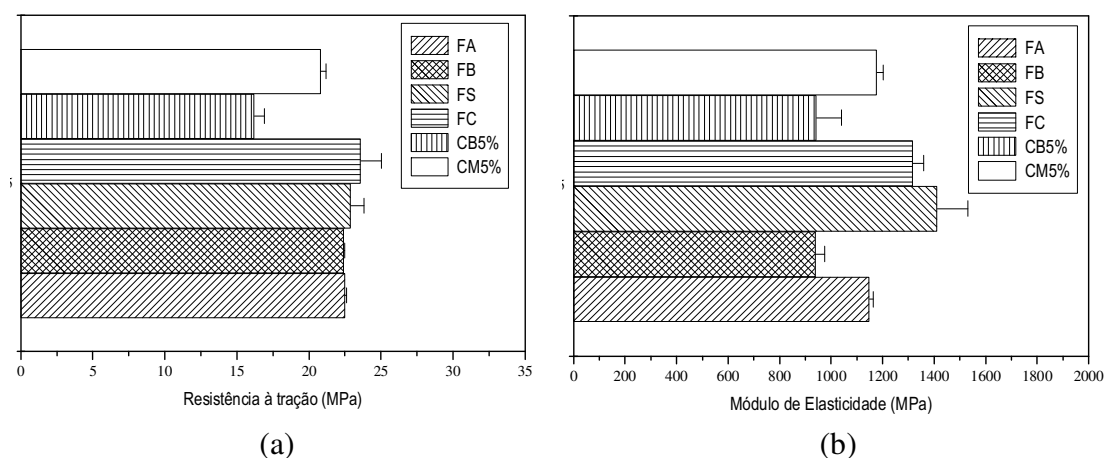 FA
FB
FS
FC
CB5%
CM5%
0 5 10 15 20 25 30 35
Resistência à tração (MPa)
(a)
FA
FB
FS
FC
CB5%
CM5%
0 200 400 600 800 1000 1200 1400 1600 1800 2000
Módulo de Elasticidade (MPa)
(b)